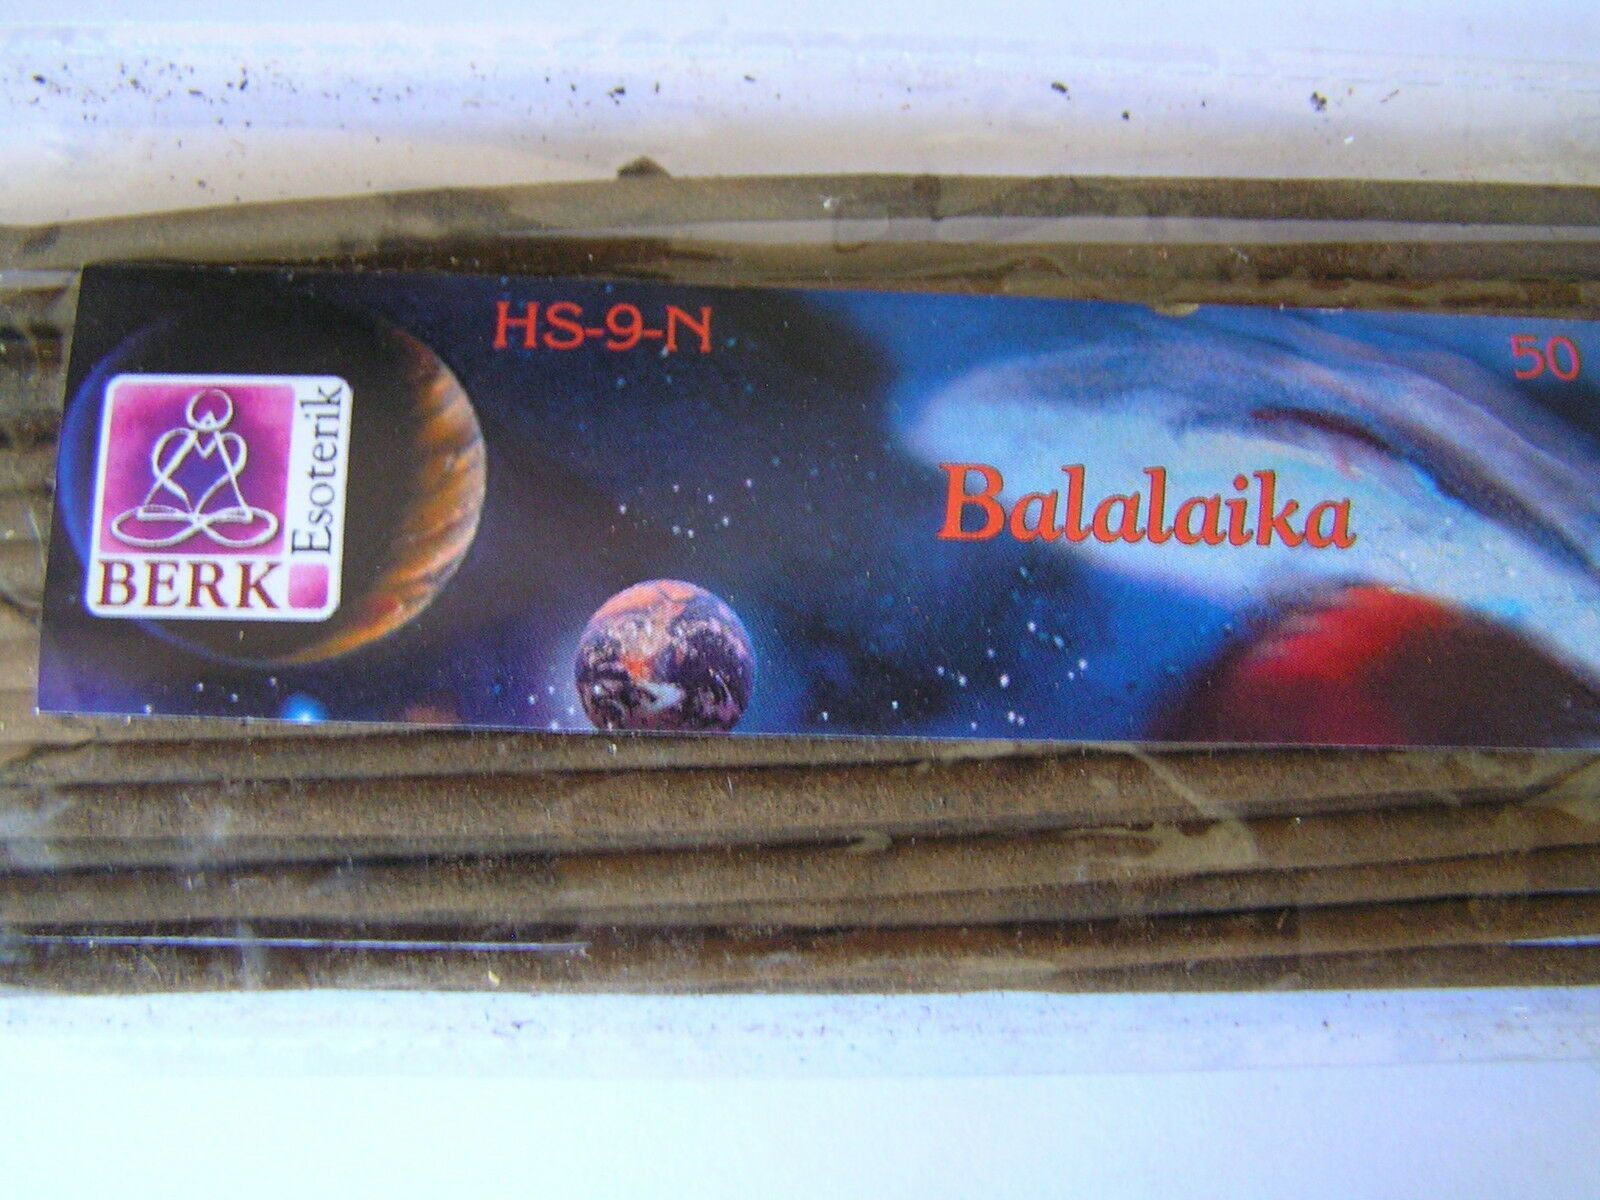 HS-9-N
50
BERK
Esoterik
Balalaika